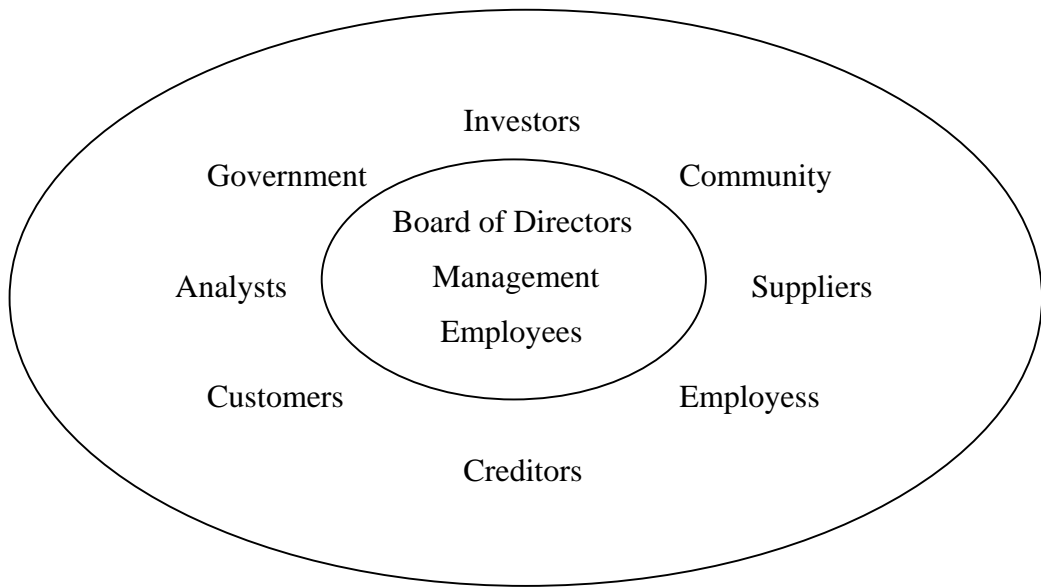 Investors
Government
Community
Board of Directors
Management
Analysts
Suppliers
Employees
Customers
Employess
Creditors